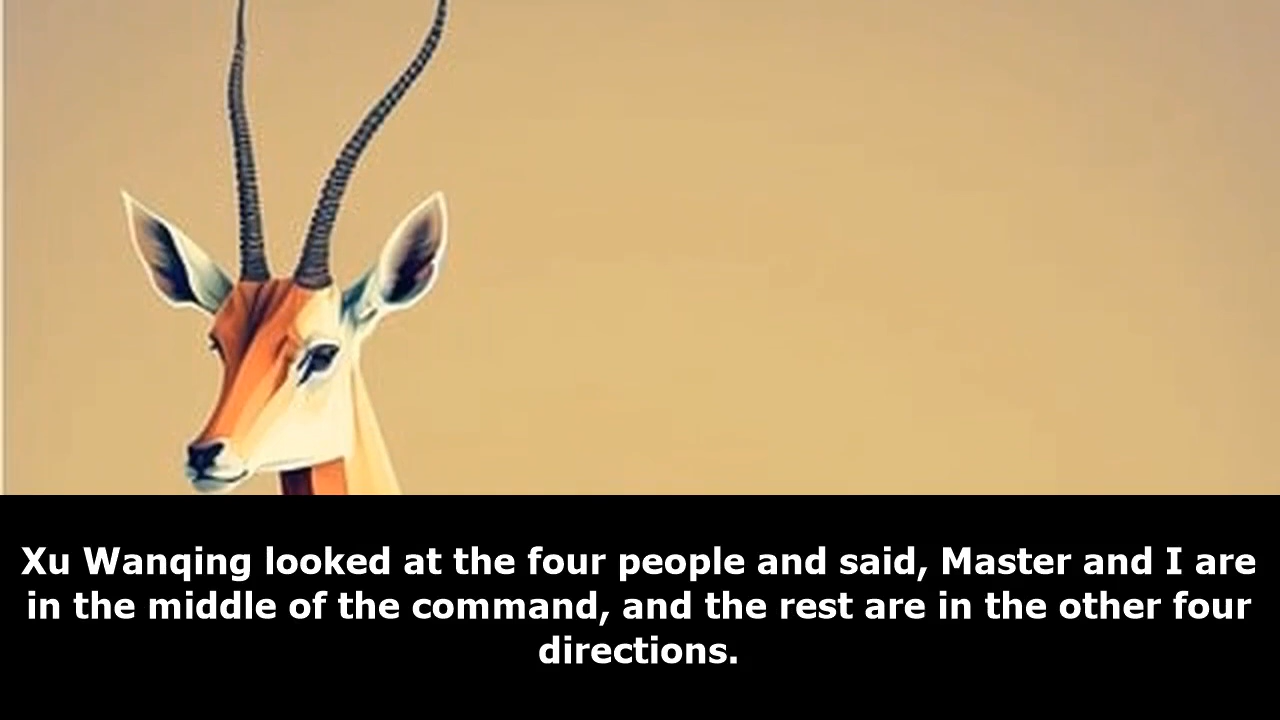 Xu Wanqing looked at the four people and said, Master and I are
in the middle of the command, and the rest are in the other four
directions.